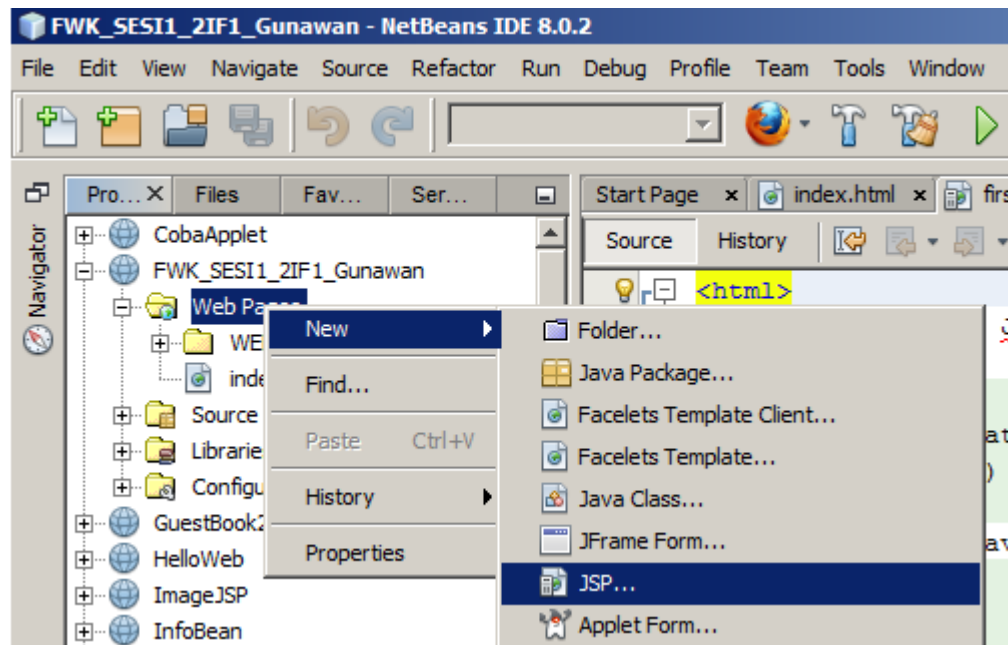 FWK_SESI1_2IF1_Gunawan - NetBeans IDE 8.0.2
File Edit View Navigate Source Refactor Run Debug Profile Team Tools Window
Pro... Files Fav... Ser...
Start Page index.html firs
Navigator
Source History
CobaApplet
FWK_SESI1_2IF1_Gunawan
Web Pages
WE
inde
Source
Librarie
Configu
GuestBook2
HelloWeb
ImageJSP
InfoBean
<html>
New
Find...
Paste Ctrl+V
History
Properties
Folder...
Java Package...
Facelets Template Client...
Facelets Template...
Java Class...
JFrame Form...
JSP...
Applet Form...
J
at
)
av